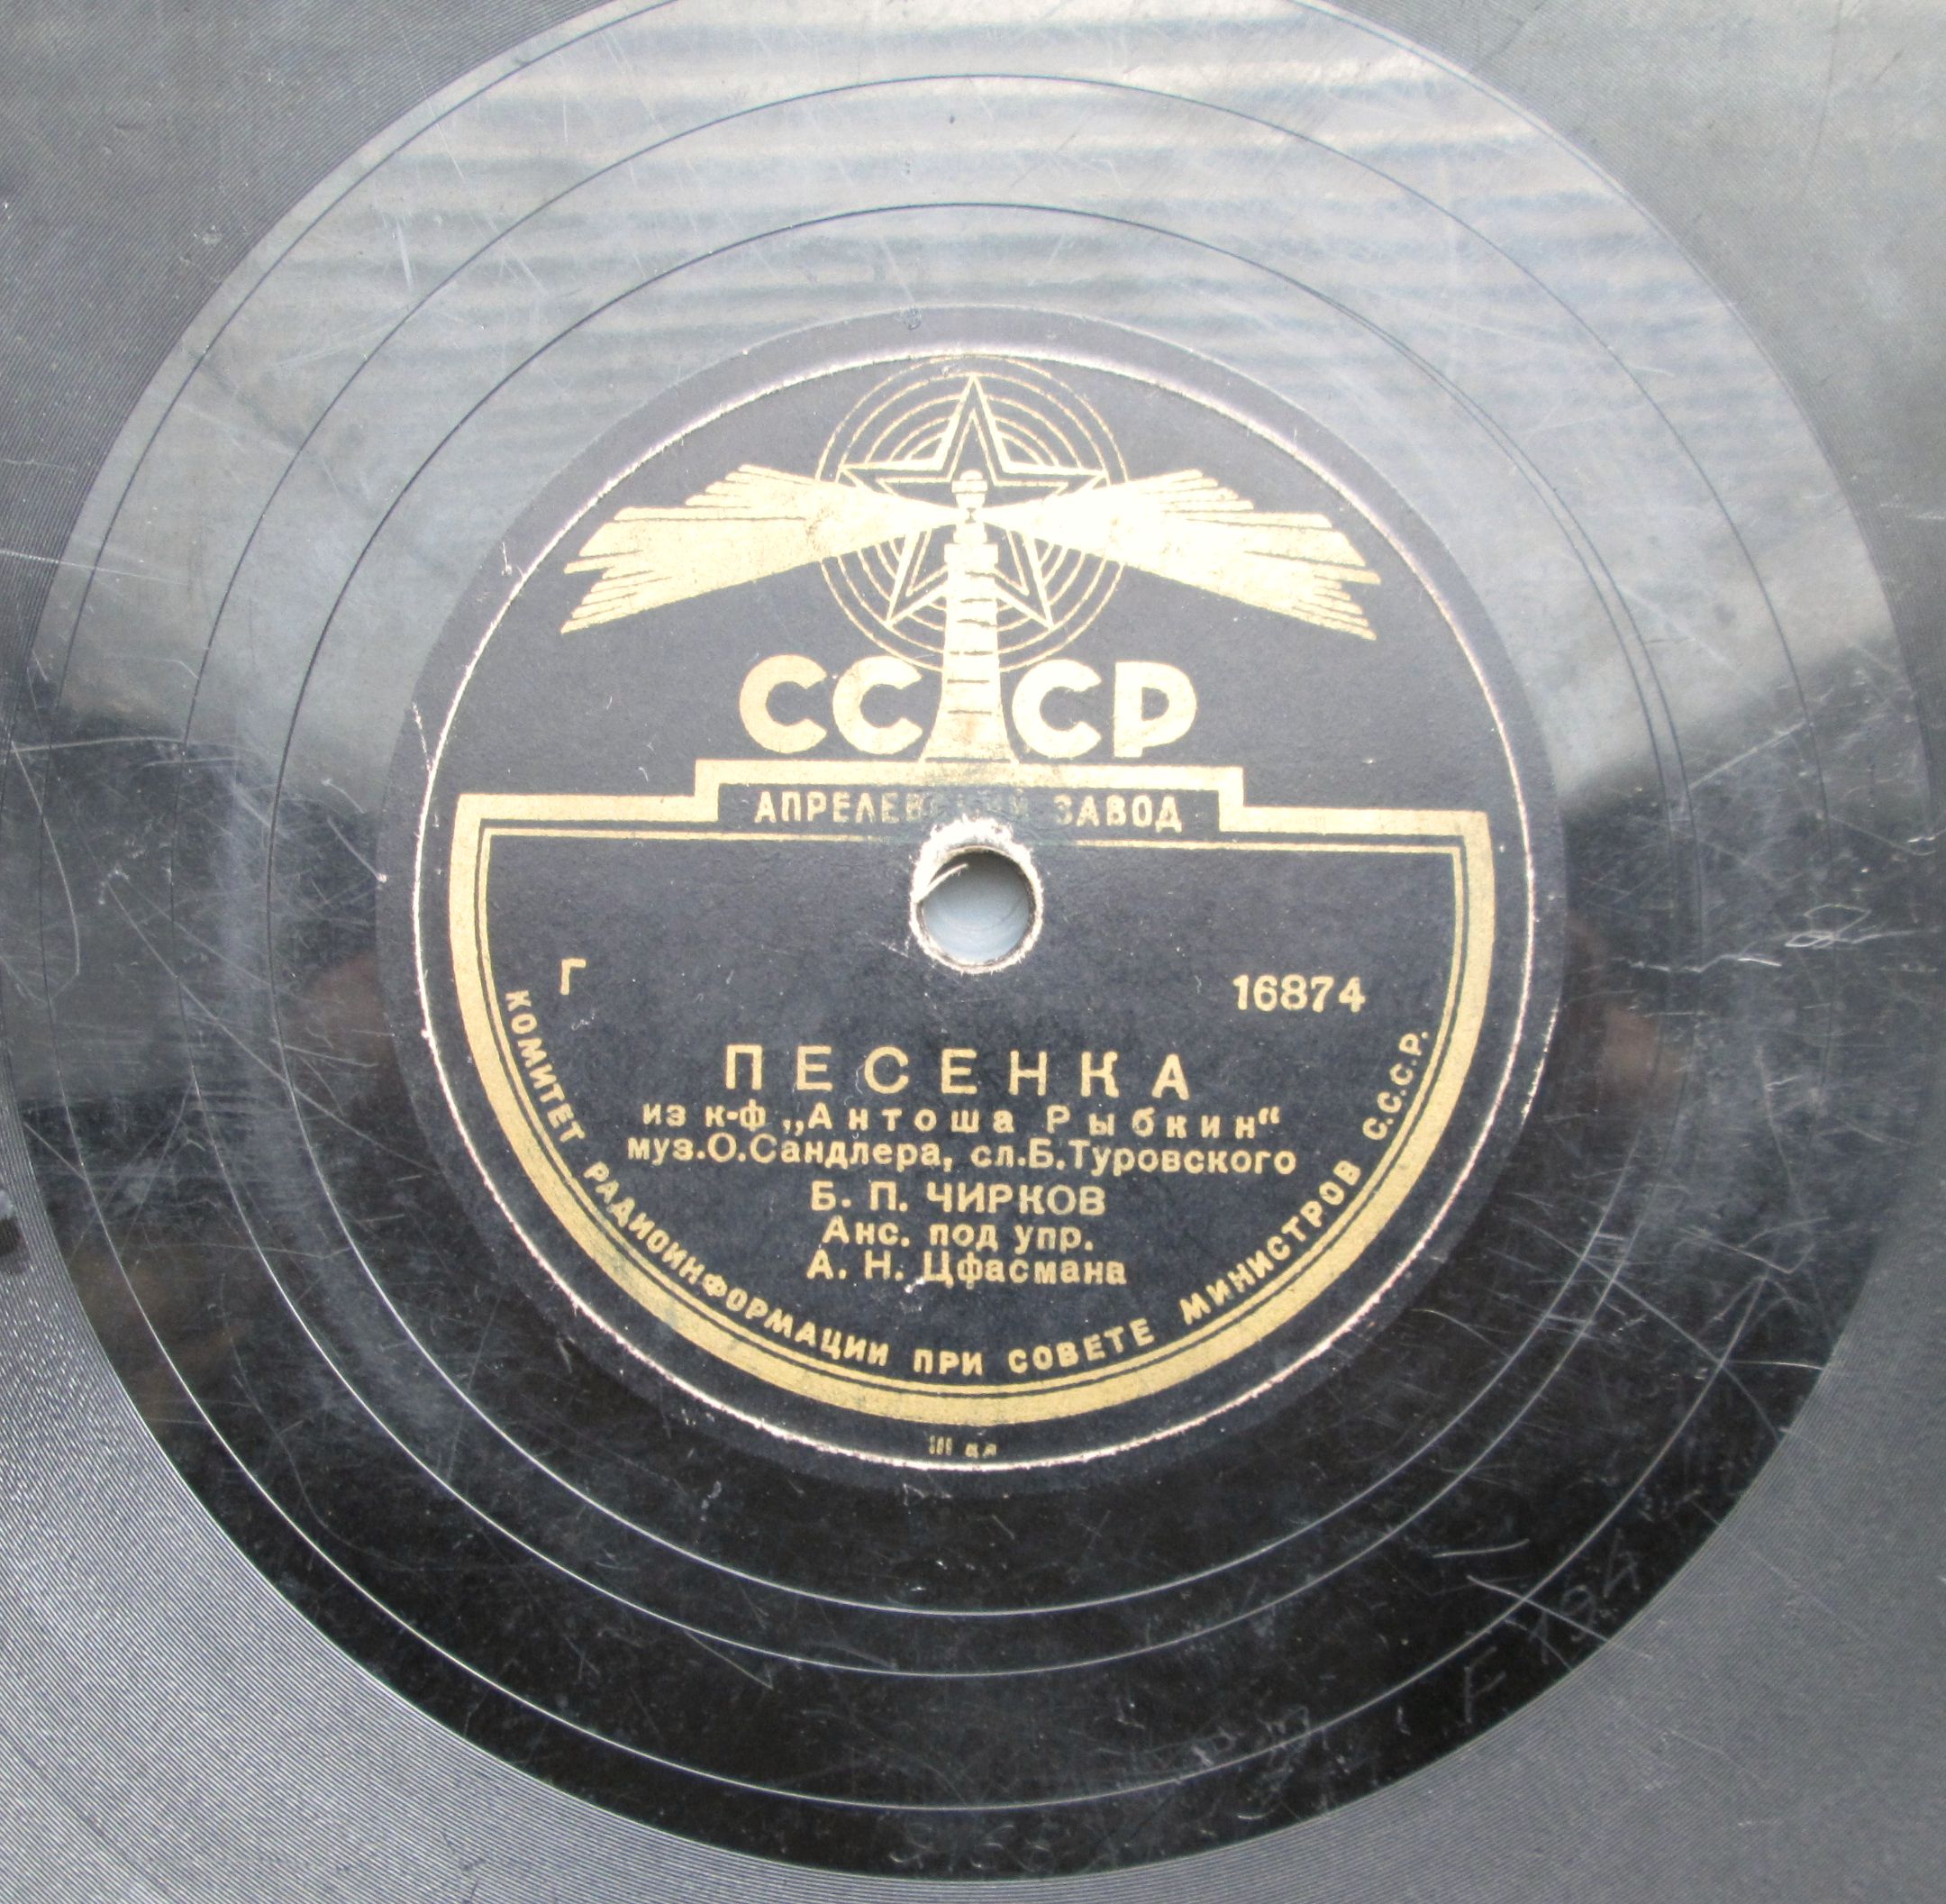 СССР
АПРЕЛЕВСКИЙ ЗАВОД
Г
16874
ПЕСЕНКА
из к-ф „Антоша Рыбкин“
муз.О.Сандлера, сл.Б.Туровского
Б. П. ЧИРКОВ
Анс. под упр.
А. Н. Цфасмана
КОМИТЕТ РАДИОИНФОРМАЦИИ ПРИ СОВЕТЕ МИНИСТРОВ С.С.С.Р.